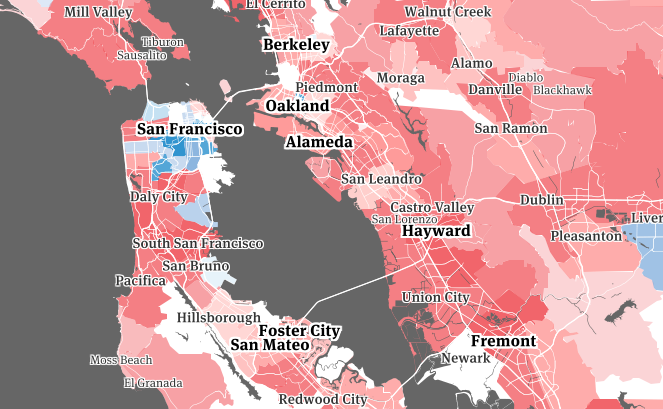 El Cerrito
Mill Valley
Walnut Creek
Lafayette
Tiburon
Berkeley
Sausalito
Alamo
Moraga
Diablo
Piedmont
Danville
Blackhawk
Oakland
San Francisco
San Ramon
Alameda
San Leandro
Daly City
Castro Valley
Dublin
San Lorenzo
Liver
Hayward
Pleasanton
South San Francisco
San Bruno
Pacifica
Union City
Hillsborough
Foster City
Fremont
San Mateo
Newark
Moss Beach
El Granada
Redwood City